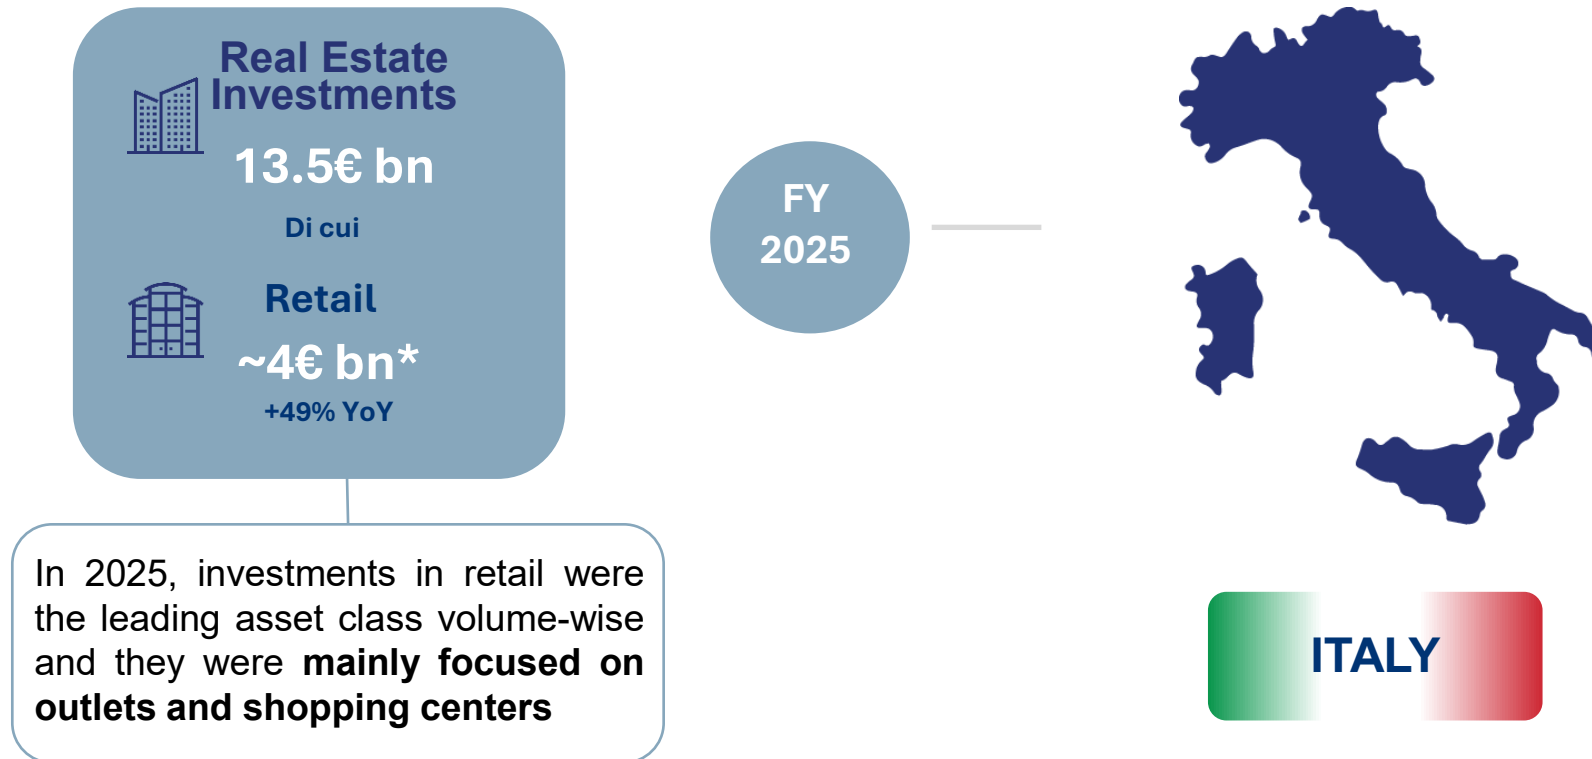 Real Estate
Investments
13.5€ bn
Di cui
Retail
~4€ bn*
+49% YoY
In 2025, investments in retail were
the leading asset class volume-wise
and they were mainly focused on
outlets and shopping centers
FY
2025
ITALY